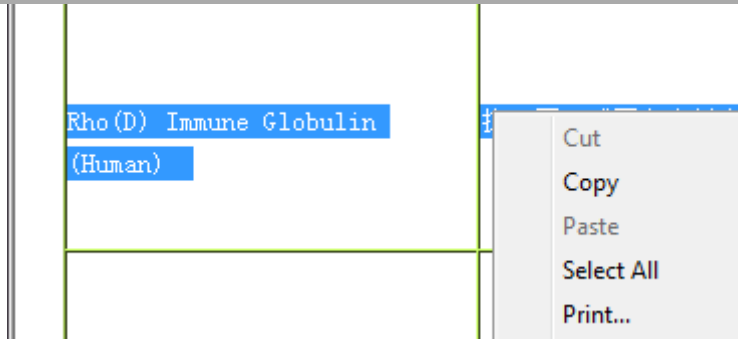 Rho(D) Immune Globulin
(Human)
Cut
Copy
Paste
Select All
Print...